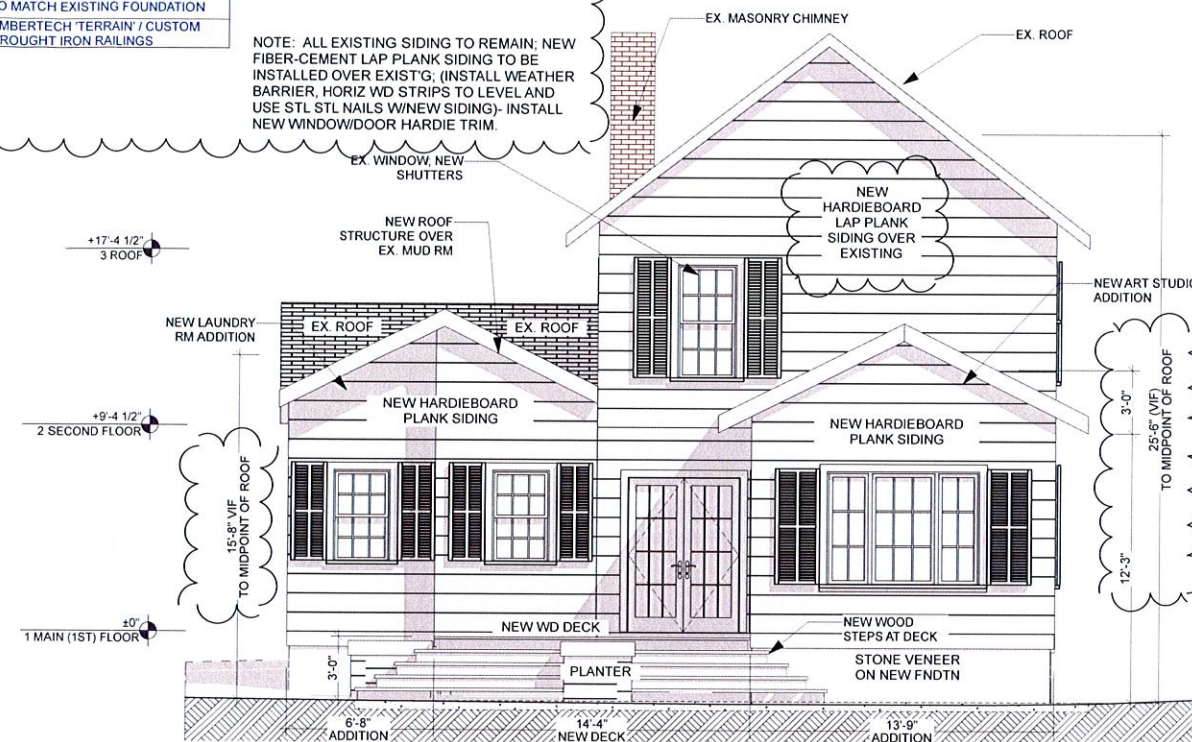 O MATCH EXISTING FOUNDATION
MBERTECH 'TERRAIN' / CUSTOM
ROUGHT IRON RAILINGS
NOTE: ALL EXISTING SIDING TO REMAIN; NEW
FIBER-CEMENT LAP PLANK SIDING TO BE
INSTALLED OVER EXIST'G; (INSTALL WEATHER
BARRIER, HORIZ WD STRIPS TO LEVEL AND
USE STL STL NAILS W/NEW SIDING)- INSTALL
NEW WINDOW/DOOR HARDIE TRIM.
EX. MASONRY CHIMNEY
EX. ROOF
EX. WINDOW, NEW
SHUTTERS
NEW
HARDIEBOARD
LAP PLANK
SIDING OVER
EXISTING
NEW ROOF
STRUCTURE OVER
EX. MUD RM
+17'-4 1/2"
3 ROOF
NEW ART STUDIO
ADDITION
NEW LAUNDRY
RM ADDITION
EX. ROOF
EX. ROOF
NEW HARDIEBOARD
PLANK SIDING
NEW HARDIEBOARD
PLANK SIDING
+9'-4 1/2"
2 SECOND FLOOR
3'-0"
25'-6" (VIF)
TO MIDPOINT OF ROOF
15'-8" VIF
TO MIDPOINT OF ROOF
12'-3"
±0"
1 MAIN (1ST) FLOOR
NEW WD DECK
NEW WOOD
STEPS AT DECK
3'-0"
PLANTER
STONE VENEER
ON NEW FNDTN
6'-8"
ADDITION
14'-4"
NEW DECK
13'-9"
ADDITION